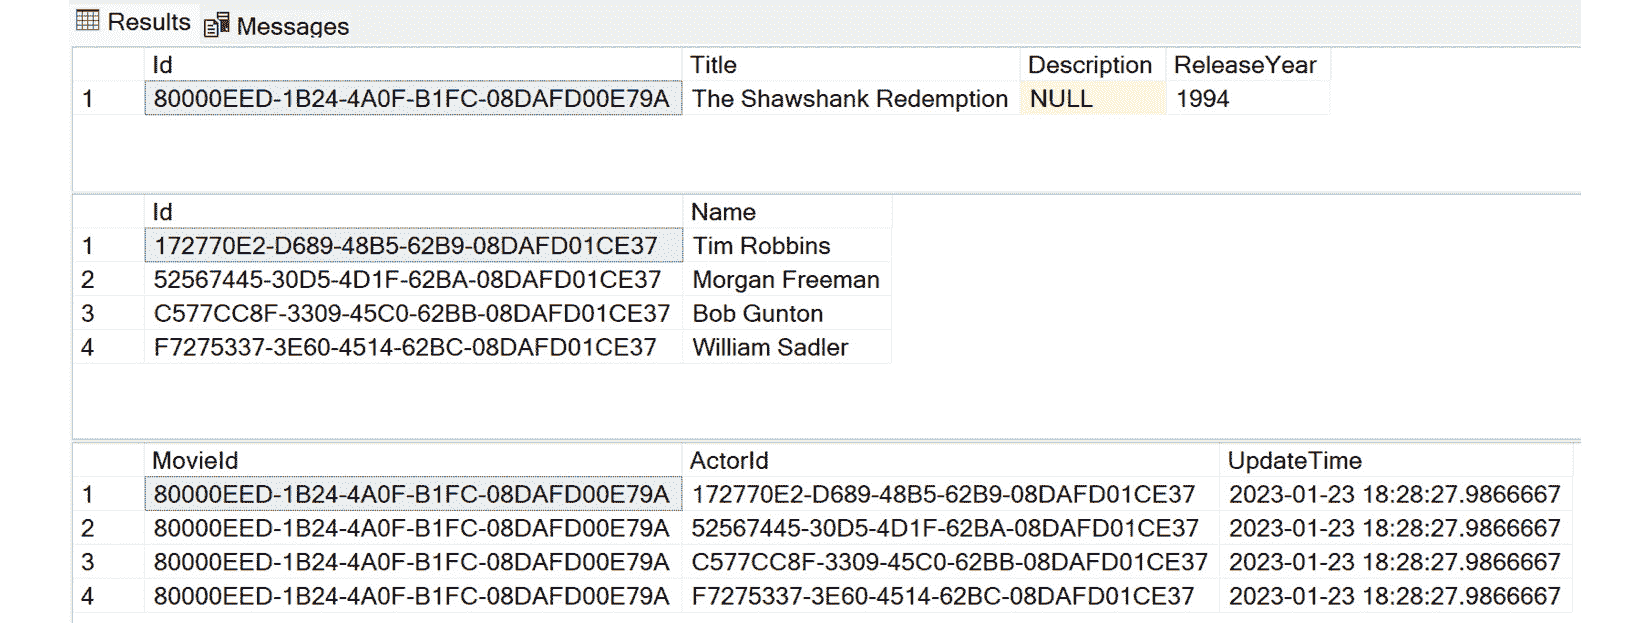 Results Messages
Id Title Description ReleaseYear
1 80000EED-1B24-4A0F-B1FC-08DAFD00E79A The Shawshank Redemption NULL 1994
Id Name
1 172770E2-D689-48B5-62B9-08DAFD01CE37 Tim Robbins
2 52567445-30D5-4D1F-62BA-08DAFD01CE37 Morgan Freeman
3 C577CC8F-3309-45C0-62BB-08DAFD01CE37 Bob Gunton
4 F7275337-3E60-4514-62BC-08DAFD01CE37 William Sadler
MovieId ActorId UpdateTime
1 80000EED-1B24-4A0F-B1FC-08DAFD00E79A 172770E2-D689-48B5-62B9-08DAFD01CE37 2023-01-23 18:28:27.9866667
2 80000EED-1B24-4A0F-B1FC-08DAFD00E79A 52567445-30D5-4D1F-62BA-08DAFD01CE37 2023-01-23 18:28:27.9866667
3 80000EED-1B24-4A0F-B1FC-08DAFD00E79A C577CC8F-3309-45C0-62BB-08DAFD01CE37 2023-01-23 18:28:27.9866667
4 80000EED-1B24-4A0F-B1FC-08DAFD00E79A F7275337-3E60-4514-62BC-08DAFD01CE37 2023-01-23 18:28:27.9866667